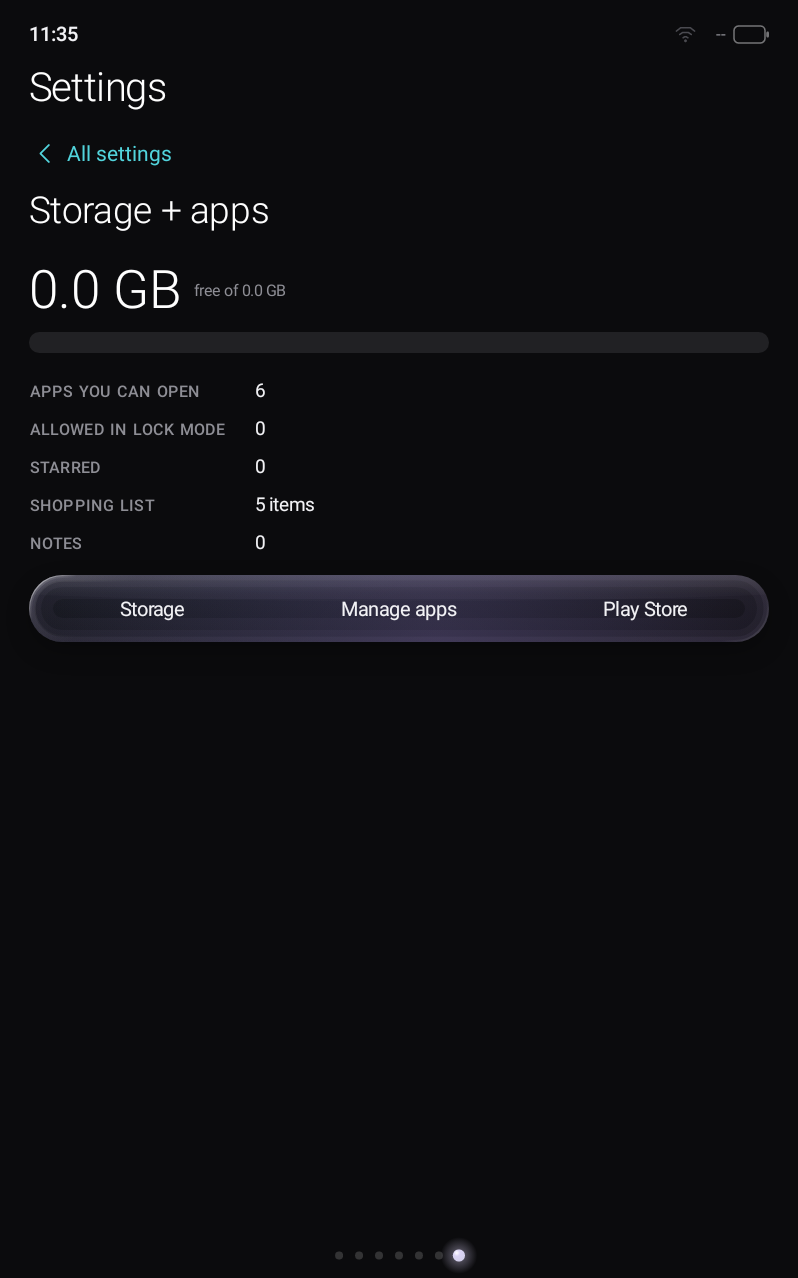 11:35
--
Settings
All settings
Storage + apps
0.0 GB free of 0.0 GB
APPS YOU CAN OPEN 6
ALLOWED IN LOCK MODE 0
STARRED 0
SHOPPING LIST 5 items
NOTES 0
Storage Manage apps Play Store